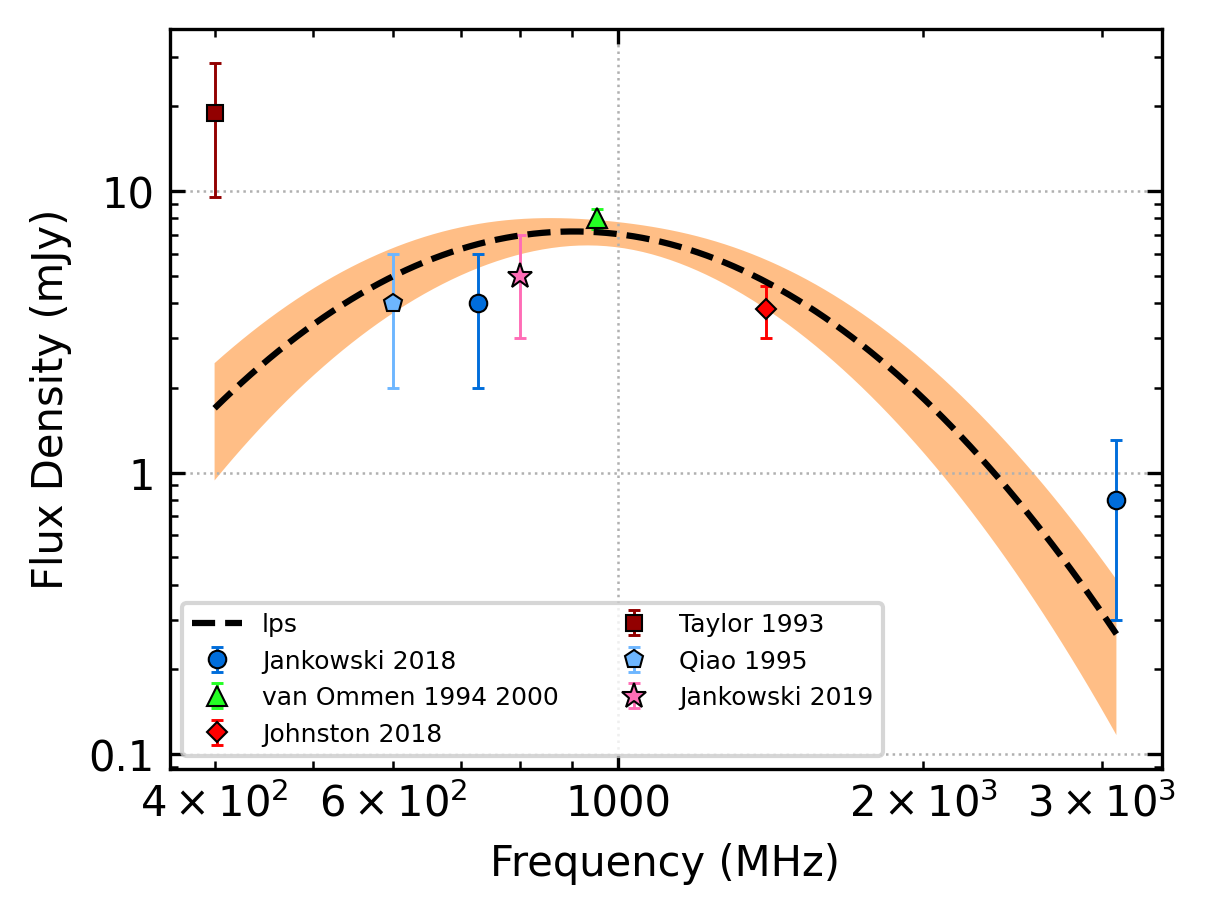 Flux Density (mJy)
10
1
0.1
lps
Jankowski 2018
van Ommen 1994 2000
Johnston 2018
Taylor 1993
Qiao 1995
Jankowski 2019
4 × 10² 6 × 10² 1000 2 × 10³ 3 × 10³
Frequency (MHz)